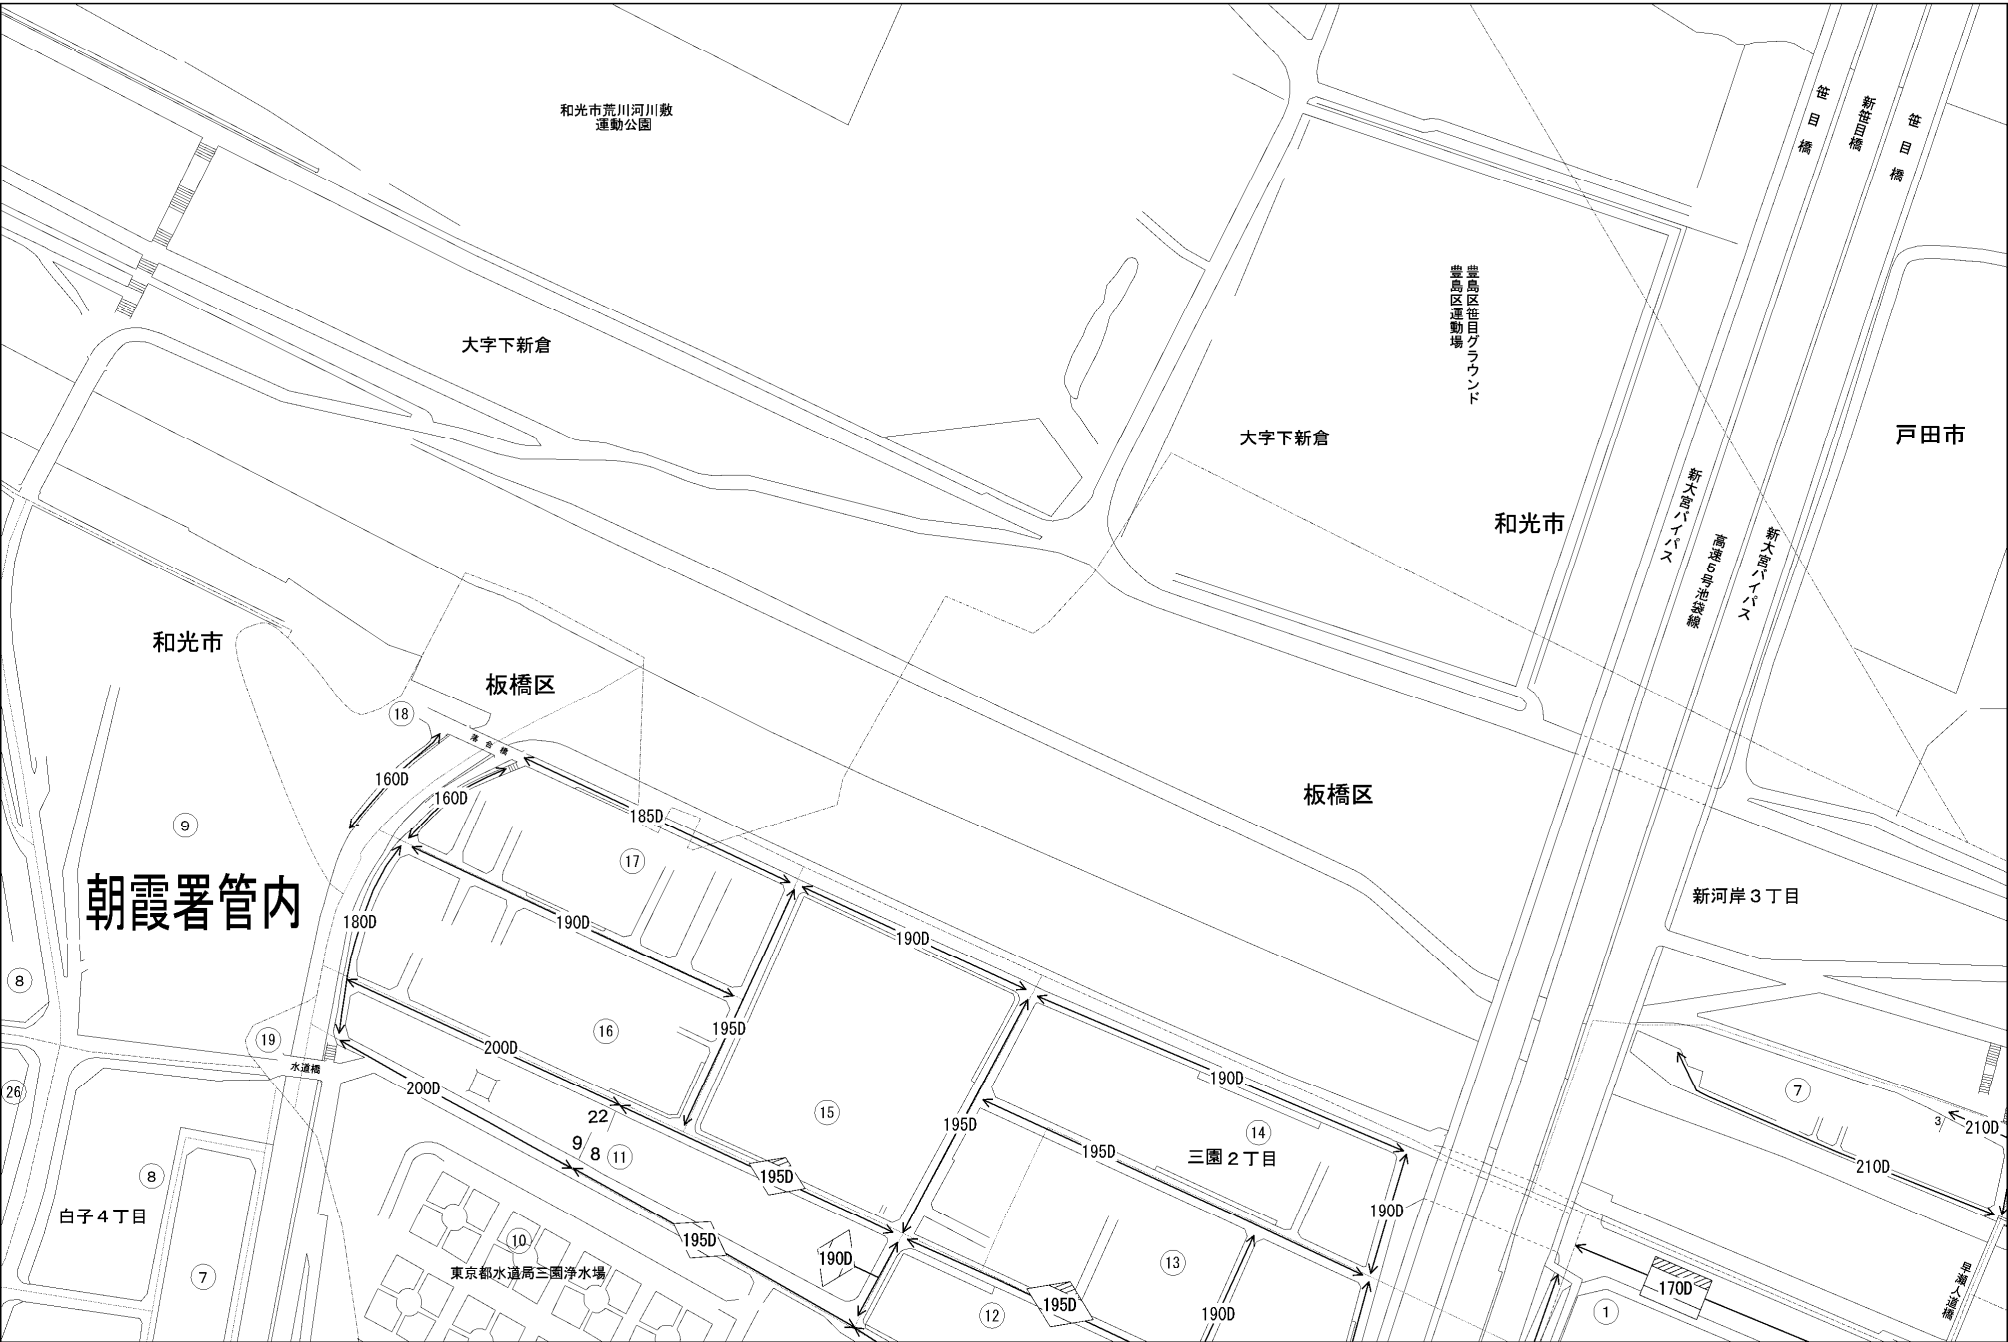 和光市荒川河川敷
運動公園
笹目橋
新笹目橋
笹目橋
大字下新倉
豊島区笹目グラウンド
豊島区運動場
大字下新倉
戸田市
和光市
新大宮バイパス
高速5号池袋線
新大宮バイパス
和光市
板橋区
18
落合橋
160D
160D
185D
板橋区
9
17
朝霞署管内
180D
190D
190D
新河岸3丁目
8
19
16
195D
水道橋
200D
200D
190D
26
22
9
8
11
15
195D
14
三園2丁目
195D
7
3
210D
210D
8
195D
白子4丁目
190D
10
195D
190D
東京都水道局三園浄水場
7
13
12
195D
190D
170D
1
早瀬人道橋